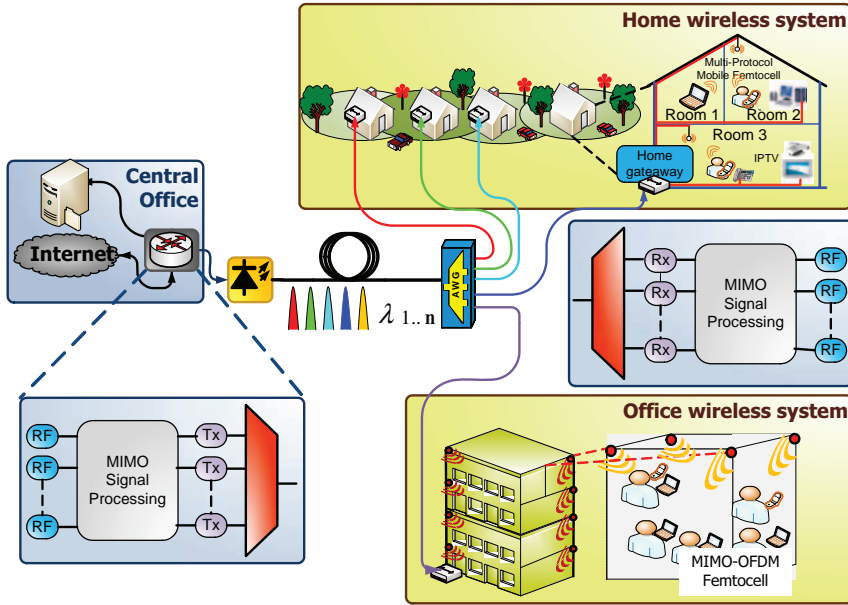 Home wireless system
Multi-Protocol
Mobile Femtocell
Room 1
Room 2
Room 3
Home
gateaway
IPTV
Central
Office
Internet
AWG
λ 1.. n
Rx
Rx
Rx
MIMO
Signal
Processing
RF
RF
RF
RF
RF
RF
MIMO
Signal
Processing
Tx
Tx
Tx
Office wireless system
MIMO-OFDM
Femtocell